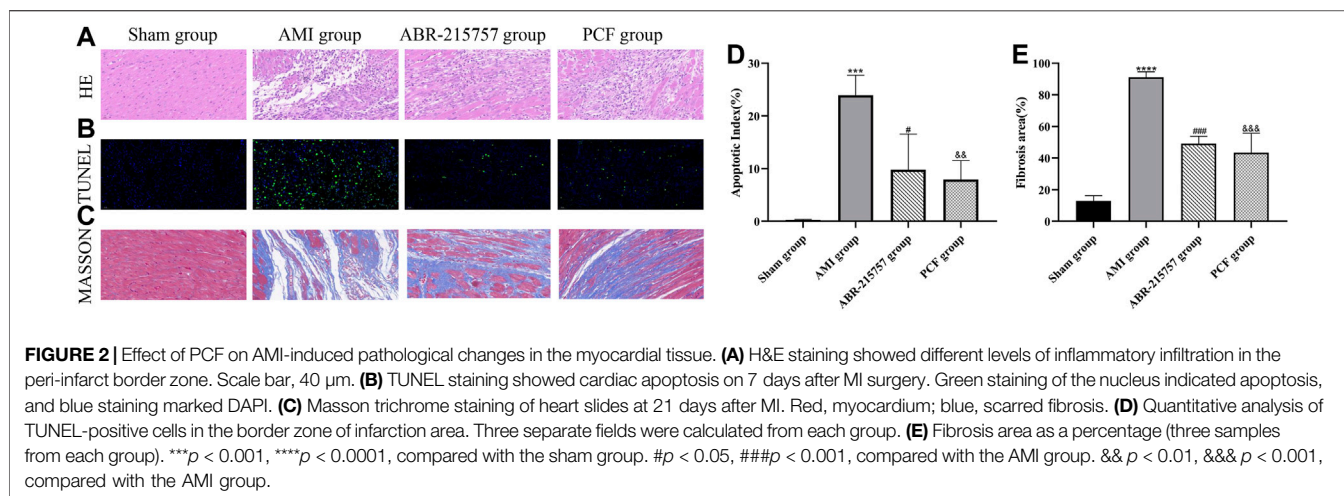 A
Sham group AMI group ABR-215757 group PCF group
HE
B
TUNEL
C
MASSON
D
Apoptotic Index(%)
30
20
10
0
***
#
&&
Sham group
AMI group
ABR-215757 group
PCF group
E
Fibrosis area(%)
100
80
60
40
20
0
****
###
&&&
Sham group
AMI group
ABR-215757 group
PCF group
FIGURE 2 | Effect of PCF on AMI-induced pathological changes in the myocardial tissue. (A) H&E staining showed different levels of inflammatory infiltration in the
peri-infarct border zone. Scale bar, 40 μm. (B) TUNEL staining showed cardiac apoptosis on 7 days after MI surgery. Green staining of the nucleus indicated apoptosis,
and blue staining marked DAPI. (C) Masson trichrome staining of heart slides at 21 days after MI. Red, myocardium; blue, scarred fibrosis. (D) Quantitative analysis of
TUNEL-positive cells in the border zone of infarction area. Three separate fields were calculated from each group. (E) Fibrosis area as a percentage (three samples
from each group). ***p < 0.001, ****p < 0.0001, compared with the sham group. #p < 0.05, ###p < 0.001, compared with the AMI group. && p < 0.01, &&& p < 0.001,
compared with the AMI group.